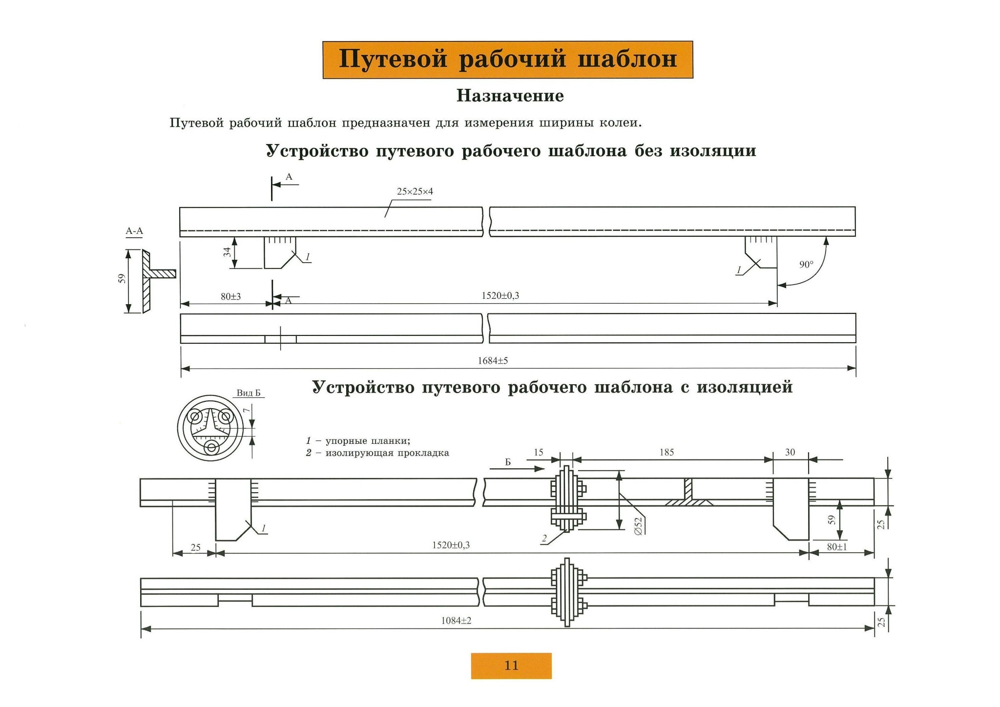 Путевой рабочий шаблон
Назначение
Путевой рабочий шаблон предназначен для измерения ширины колеи.
Устройство путевого рабочего шаблона без изоляции
А
25×25×4
А-А
34
1
59
1
90°
80±3
А
1520±0,3
1684±5
Устройство путевого рабочего шаблона с изоляцией
Вид Б
7
1 – упорные планки;
2 – изолирующая прокладка
Б
15
185
30
1
2
∅52
59
25
25
1520±0,3
80±1
1084±2
25
11